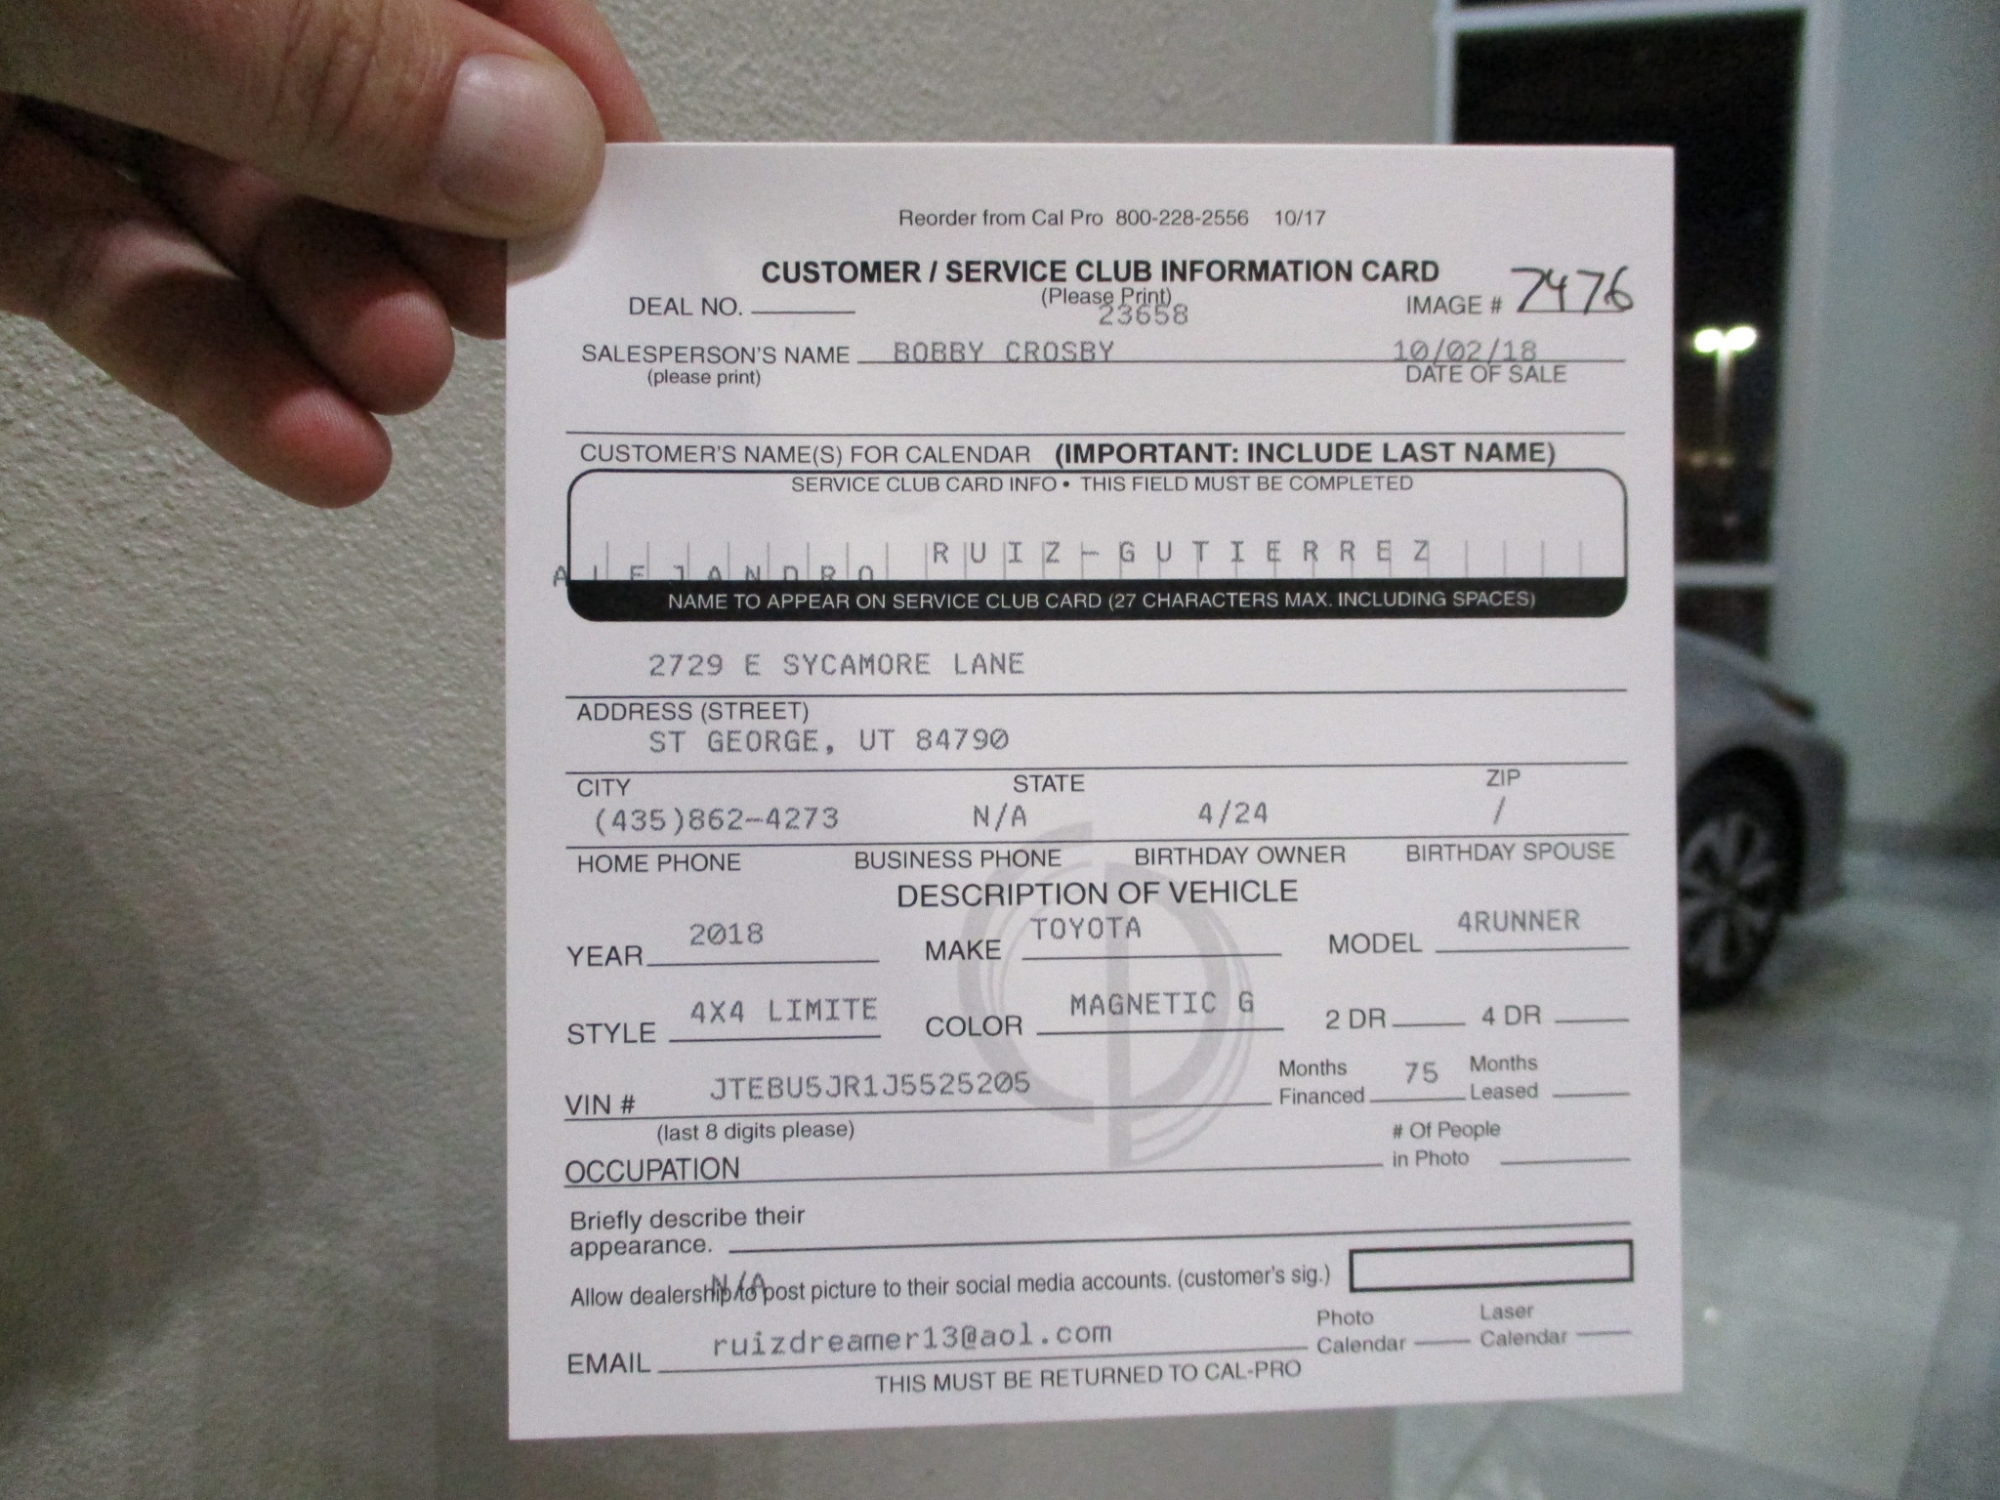 Reorder from Cal Pro 800-228-2556 10/17
CUSTOMER / SERVICE CLUB INFORMATION CARD
(Please Print)
DEAL NO. 23658 IMAGE # 7476
SALESPERSON'S NAME BOBBY CROSBY 10/02/18
(please print) DATE OF SALE
CUSTOMER'S NAME(S) FOR CALENDAR (IMPORTANT: INCLUDE LAST NAME)
SERVICE CLUB CARD INFO • THIS FIELD MUST BE COMPLETED
ALEJANDRO RUIZ-GUTIERREZ
NAME TO APPEAR ON SERVICE CLUB CARD (27 CHARACTERS MAX. INCLUDING SPACES)
2729 E SYCAMORE LANE
ADDRESS (STREET)
ST GEORGE, UT 84790
CITY STATE ZIP
(435)862-4273 N/A 4/24 /
HOME PHONE BUSINESS PHONE BIRTHDAY OWNER BIRTHDAY SPOUSE
DESCRIPTION OF VEHICLE
YEAR 2018 MAKE TOYOTA MODEL 4RUNNER
STYLE 4X4 LIMITE COLOR MAGNETIC G 2 DR 4 DR
VIN # JTEBU5JR1J5525205 Months Financed 75 Months Leased
(last 8 digits please)
OCCUPATION # Of People in Photo
Briefly describe their
appearance.
N/A
Allow dealership to post picture to their social media accounts. (customer's sig.)
EMAIL ruizdreamer13@aol.com Photo Calendar Laser Calendar
THIS MUST BE RETURNED TO CAL-PRO